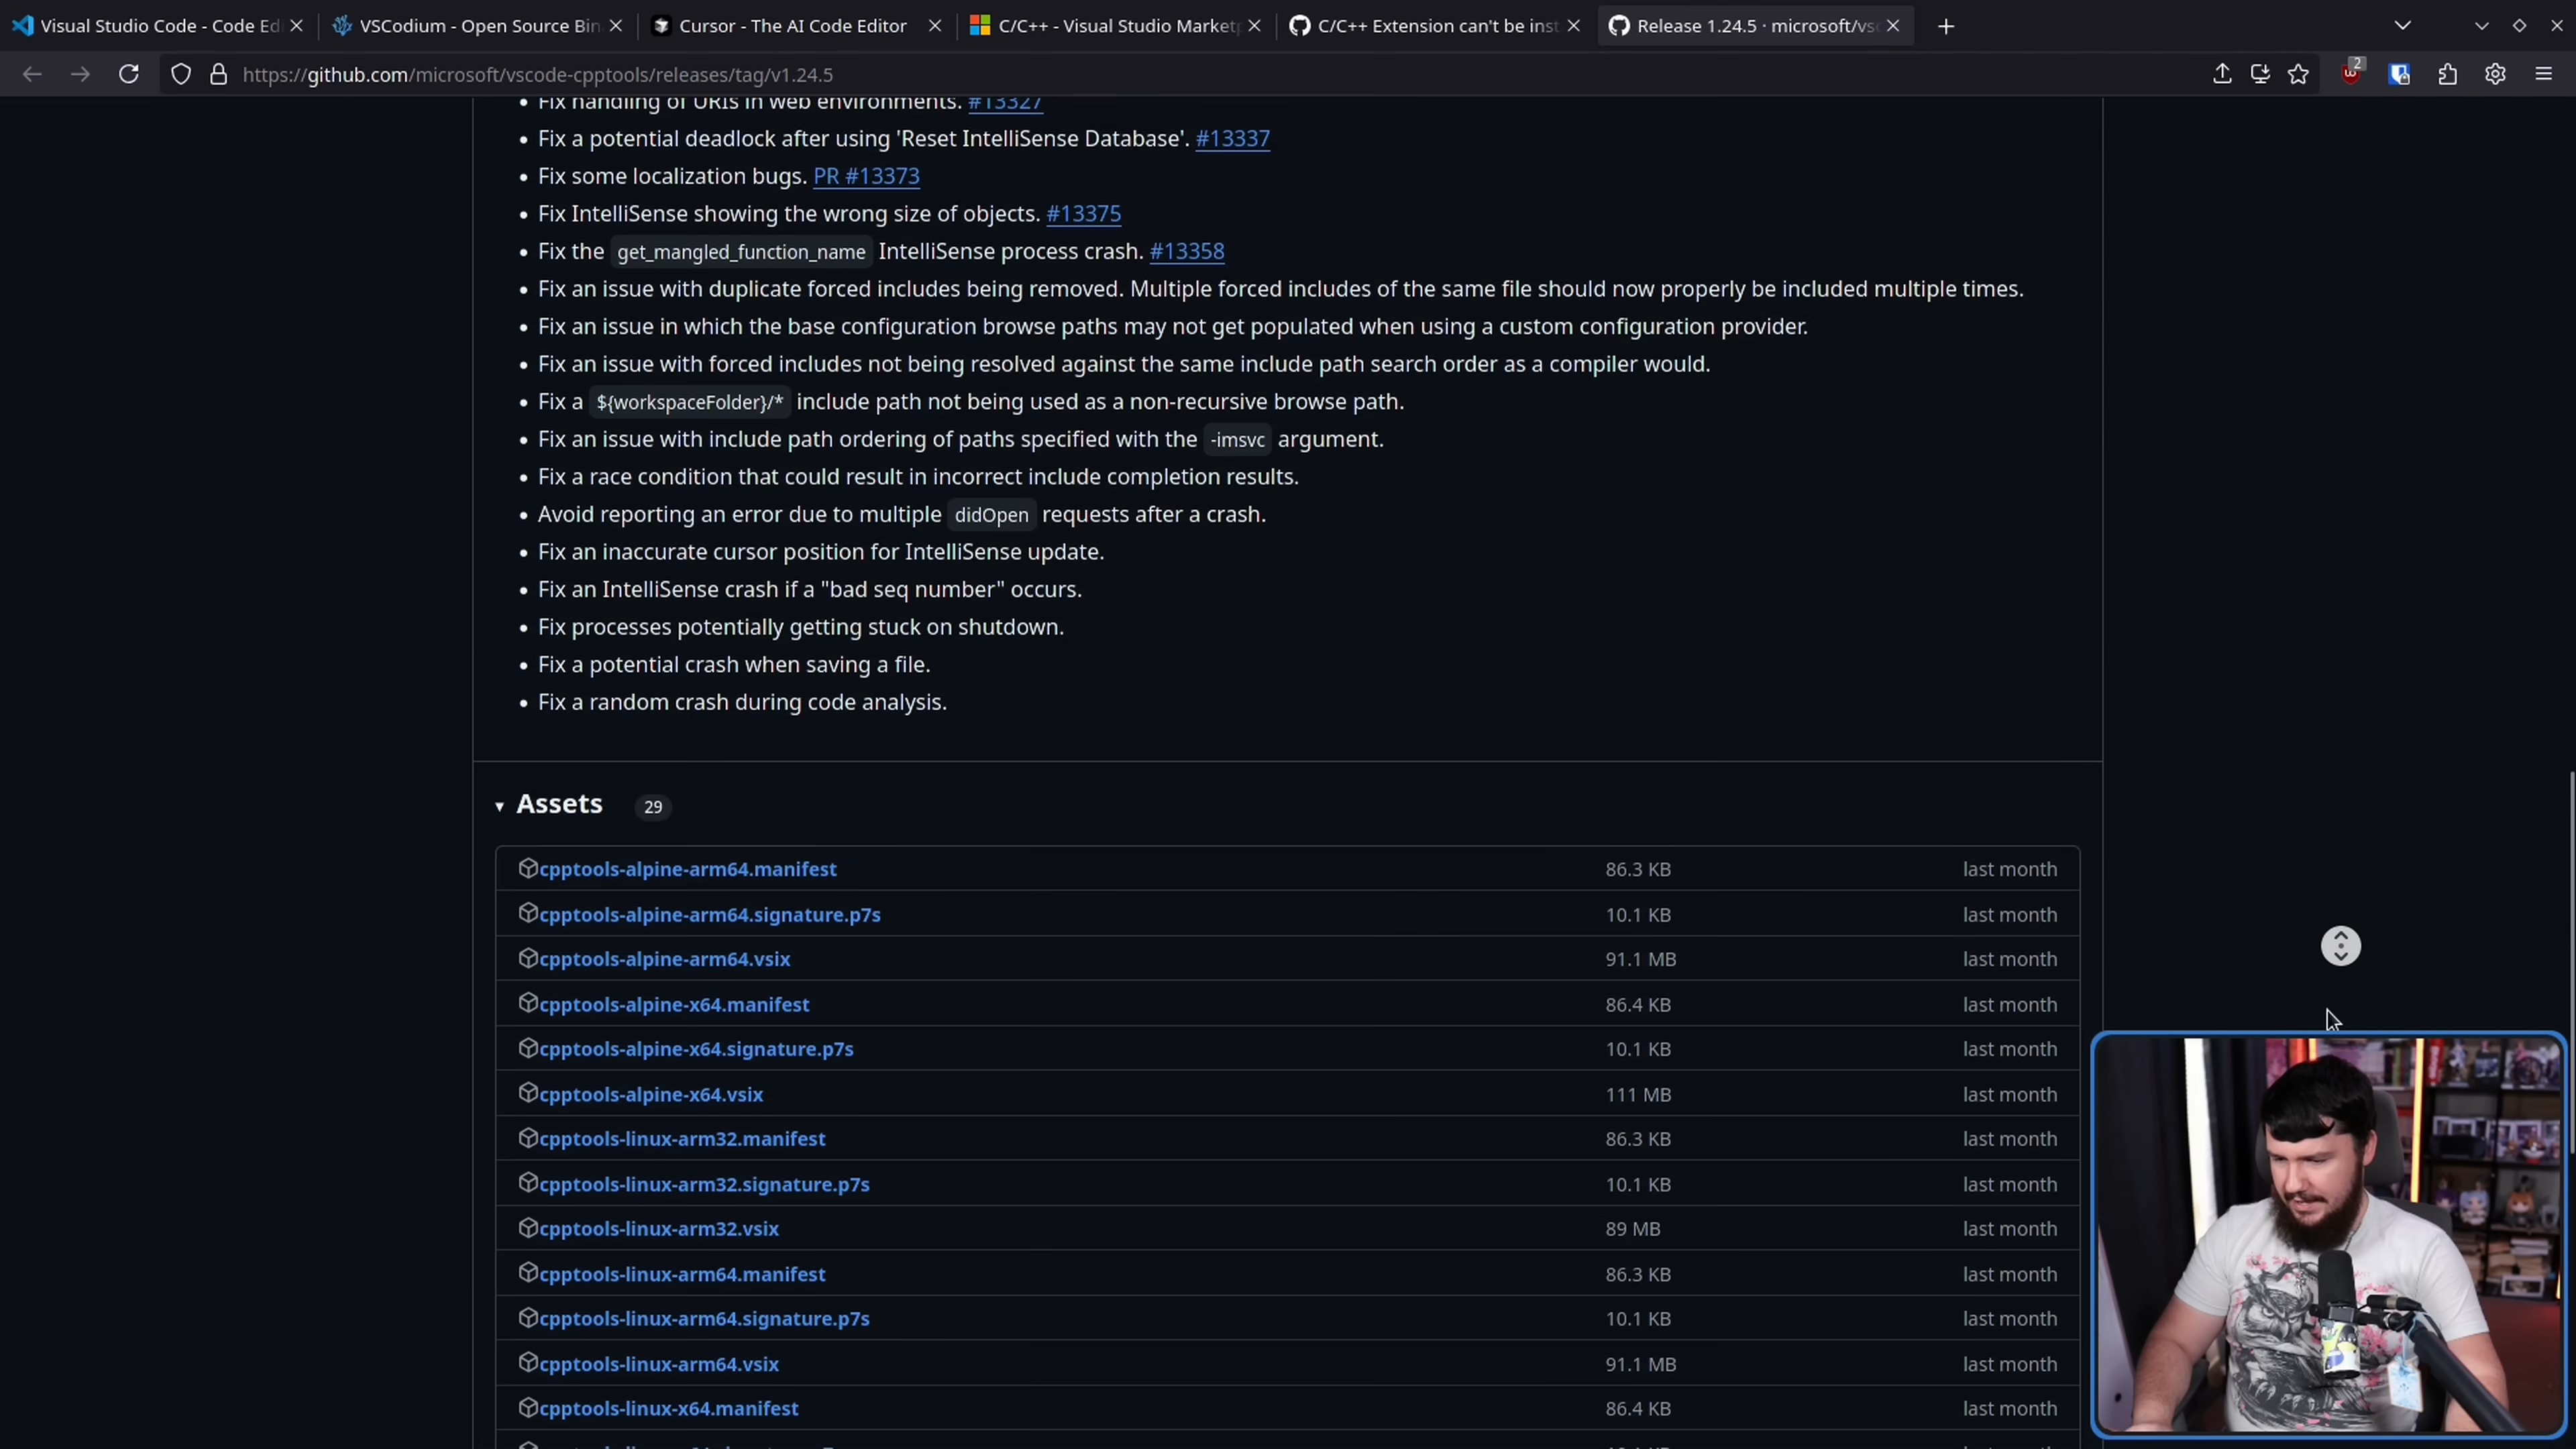 Visual Studio Code - Code Ed
VSCodium - Open Source Bin
Cursor - The AI Code Editor
C/C++ - Visual Studio Market
C/C++ Extension can't be inst
Release 1.24.5 · microsoft/vs
https://github.com/microsoft/vscode-cpptools/releases/tag/v1.24.5
2
Fix handling of URIs in web environments. #13327
Fix a potential deadlock after using 'Reset IntelliSense Database'. #13337
Fix some localization bugs. PR #13373
Fix IntelliSense showing the wrong size of objects. #13375
Fix the get_mangled_function_name IntelliSense process crash. #13358
Fix an issue with duplicate forced includes being removed. Multiple forced includes of the same file should now properly be included multiple times.
Fix an issue in which the base configuration browse paths may not get populated when using a custom configuration provider.
Fix an issue with forced includes not being resolved against the same include path search order as a compiler would.
Fix a ${workspaceFolder}/* include path not being used as a non-recursive browse path.
Fix an issue with include path ordering of paths specified with the -imsvc argument.
Fix a race condition that could result in incorrect include completion results.
Avoid reporting an error due to multiple didOpen requests after a crash.
Fix an inaccurate cursor position for IntelliSense update.
Fix an IntelliSense crash if a "bad seq number" occurs.
Fix processes potentially getting stuck on shutdown.
Fix a potential crash when saving a file.
Fix a random crash during code analysis.
Assets 29
cpptools-alpine-arm64.manifest 86.3 KB last month
cpptools-alpine-arm64.signature.p7s 10.1 KB last month
cpptools-alpine-arm64.vsix 91.1 MB last month
cpptools-alpine-x64.manifest 86.4 KB last month
cpptools-alpine-x64.signature.p7s 10.1 KB last month
cpptools-alpine-x64.vsix 111 MB last month
cpptools-linux-arm32.manifest 86.3 KB last month
cpptools-linux-arm32.signature.p7s 10.1 KB last month
cpptools-linux-arm32.vsix 89 MB last month
cpptools-linux-arm64.manifest 86.3 KB last month
cpptools-linux-arm64.signature.p7s 10.1 KB last month
cpptools-linux-arm64.vsix 91.1 MB last month
cpptools-linux-x64.manifest 86.4 KB last month